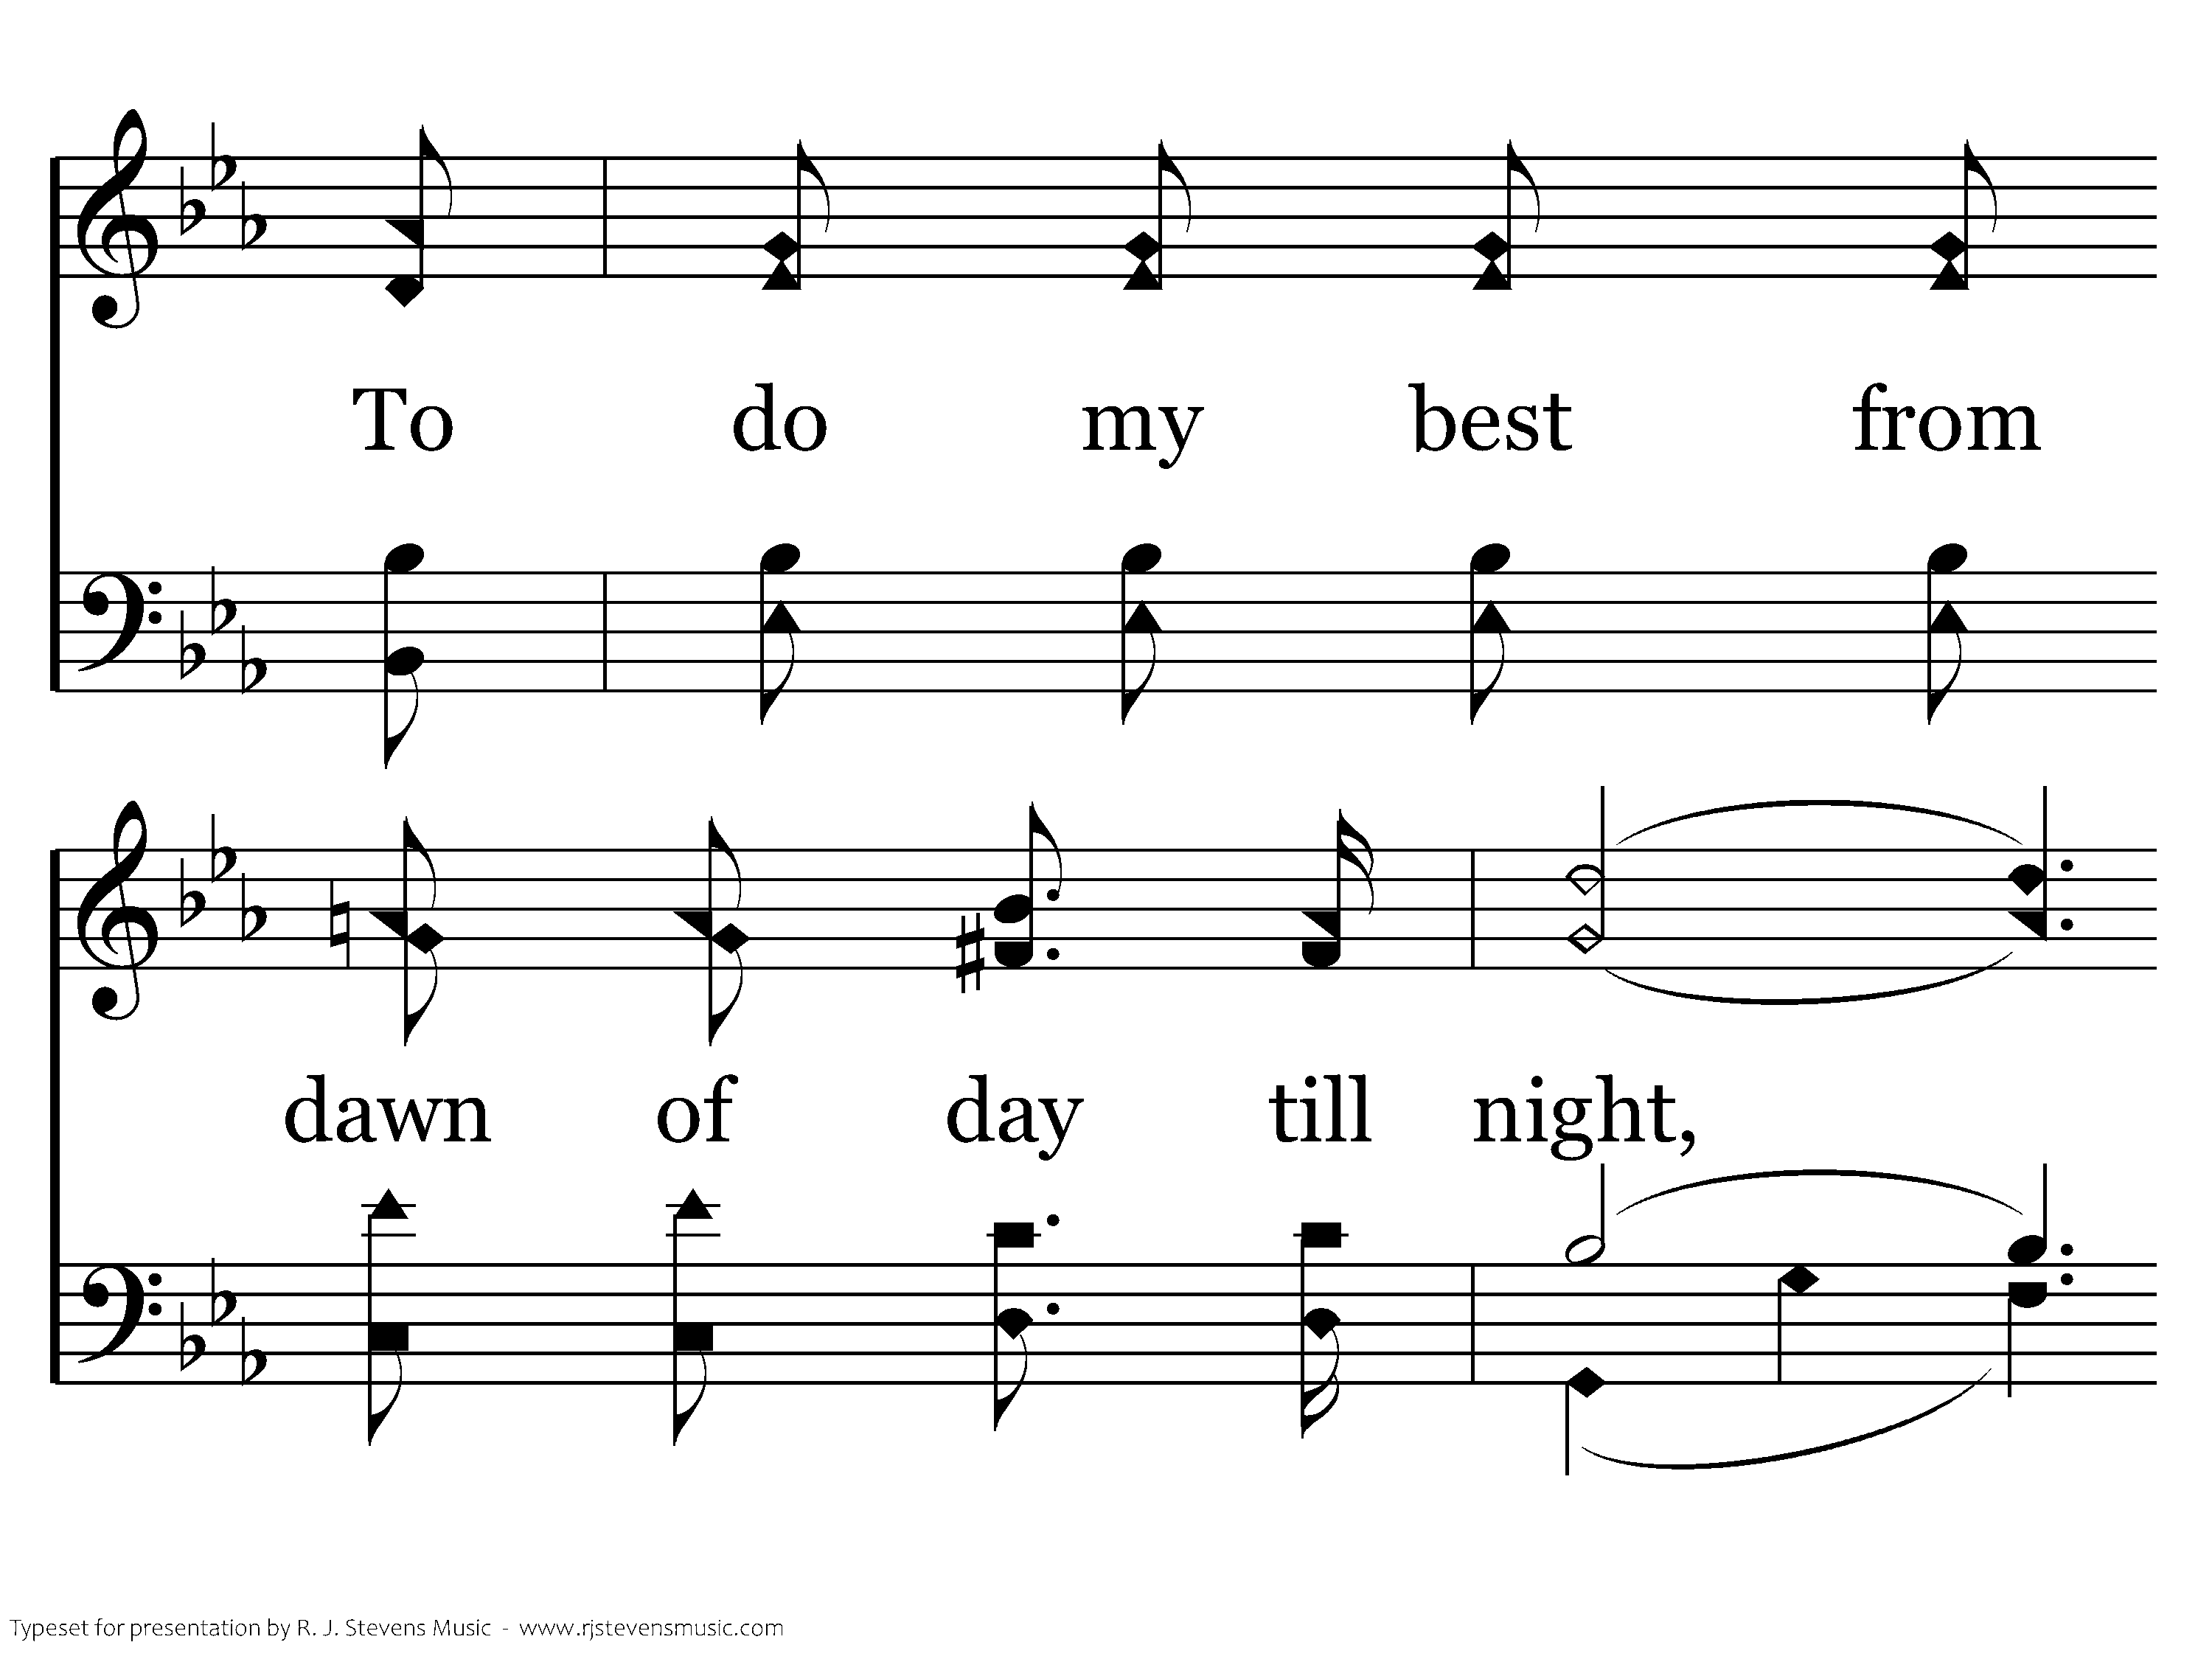 To do my best from
dawn of day till night,
Typeset for presentation by R. J. Stevens Music - www.rjstevensmusic.com